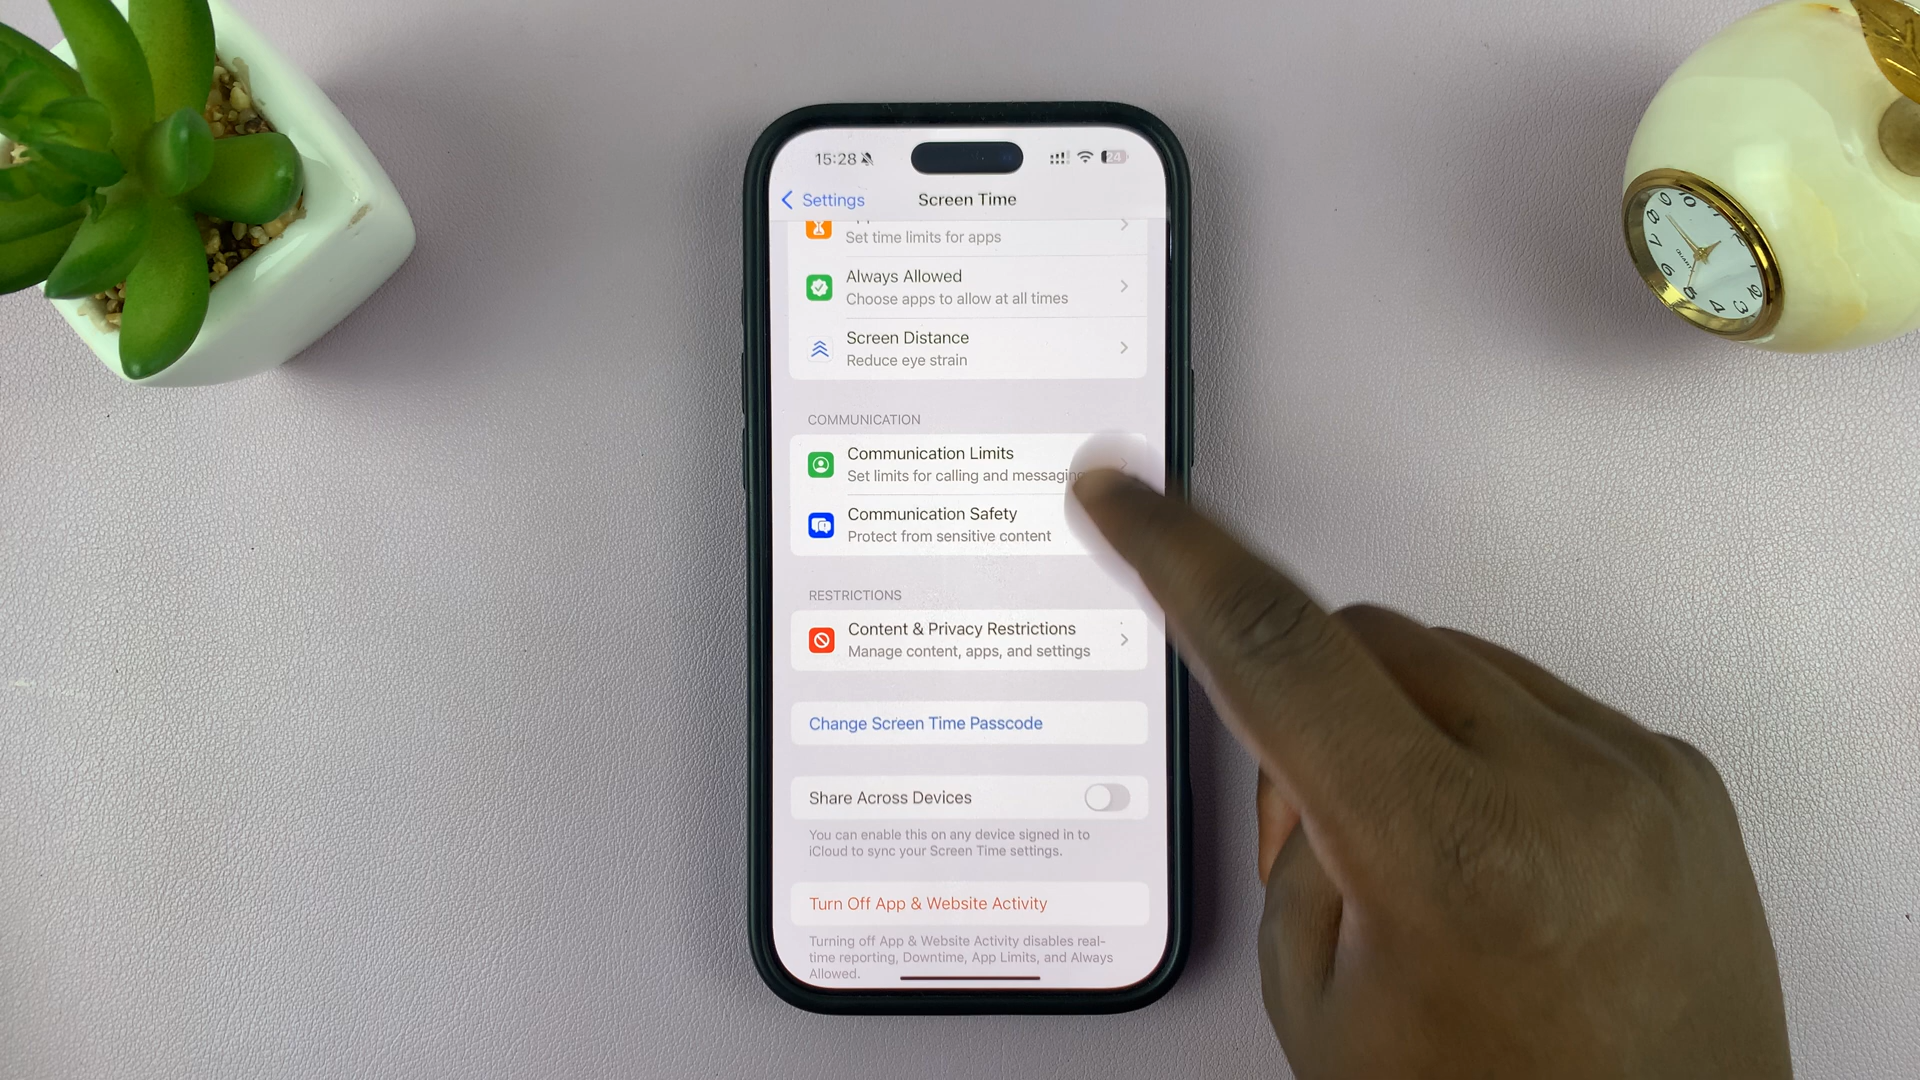 15:28
24
Settings
Screen Time
Set time limits for apps
Always Allowed
Choose apps to allow at all times
Screen Distance
Reduce eye strain
COMMUNICATION
Communication Limits
Set limits for calling and messaging
Communication Safety
Protect from sensitive content
RESTRICTIONS
Content & Privacy Restrictions
Manage content, apps, and settings
Change Screen Time Passcode
Share Across Devices
You can enable this on any device signed in to
iCloud to sync your Screen Time settings.
Turn Off App & Website Activity
Turning off App & Website Activity disables real-
time reporting, Downtime, App Limits, and Always
Allowed.